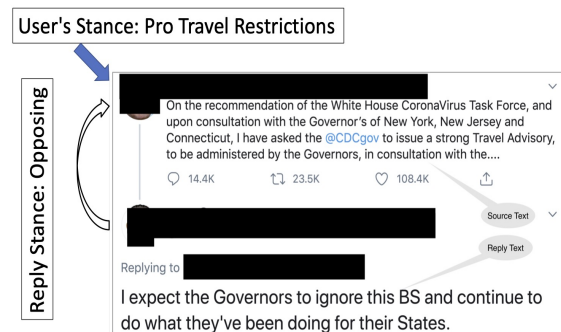 User's Stance: Pro Travel Restrictions
Reply Stance: Opposing
On the recommendation of the White House CoronaVirus Task Force, and
upon consultation with the Governor's of New York, New Jersey and
Connecticut, I have asked the @CDCgov to issue a strong Travel Advisory,
to be administered by the Governors, in consultation with the....
14.4K 23.5K 108.4K
Source Text
Reply Text
Replying to
I expect the Governors to ignore this BS and continue to
do what they've been doing for their States.